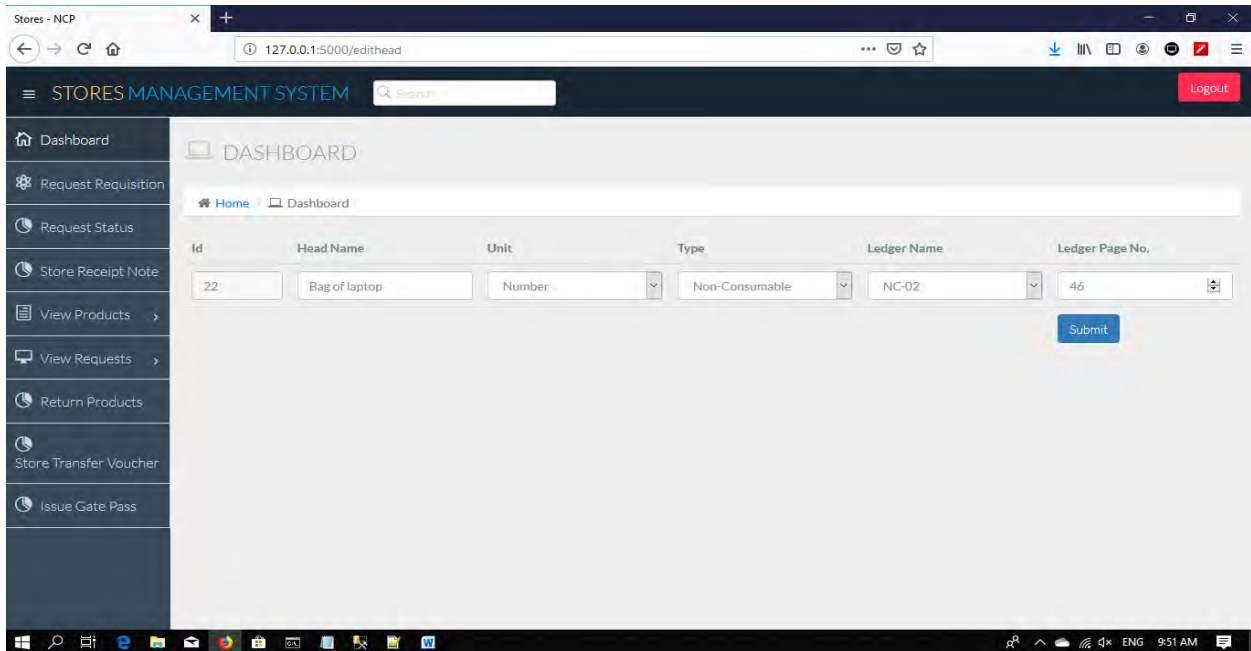 Stores - NCP
127.0.0.1:5000/edithead
STORES MANAGEMENT SYSTEM
Search
Logout
Dashboard
Request Requisition
Request Status
Store Receipt Note
View Products
View Requests
Return Products
Store Transfer Voucher
Issue Gate Pass
DASHBOARD
Home / Dashboard
Id Head Name Unit Type Ledger Name Ledger Page No.
22 Bag of laptop Number Non-Consumable NC-02 46
Submit
ENG 9:51 AM